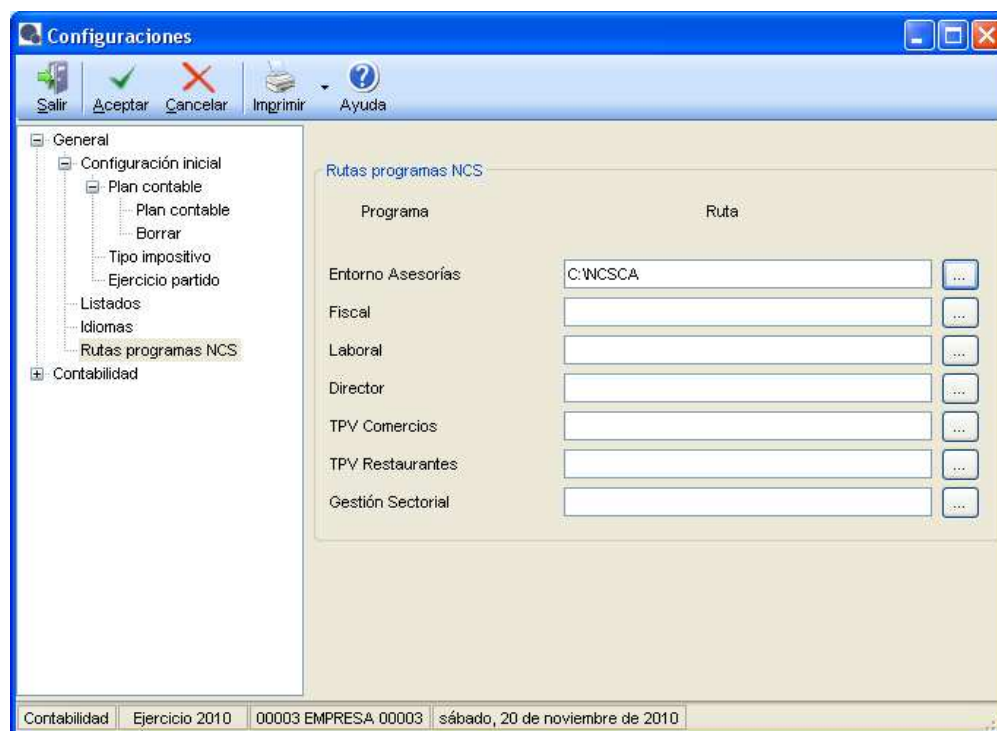 Configuraciones
Salir Aceptar Cancelar Imprimir Ayuda
General
Configuración inicial
Plan contable
Plan contable
Borrar
Tipo impositivo
Ejercicio partido
Listados
Idiomas
Rutas programas NCS
Contabilidad
Rutas programas NCS
Programa Ruta
Entorno Asesorías C:\NCSCA ...
Fiscal ...
Laboral ...
Director ...
TPV Comercios ...
TPV Restaurantes ...
Gestión Sectorial ...
Contabilidad Ejercicio 2010 00003 EMPRESA 00003 sábado, 20 de noviembre de 2010